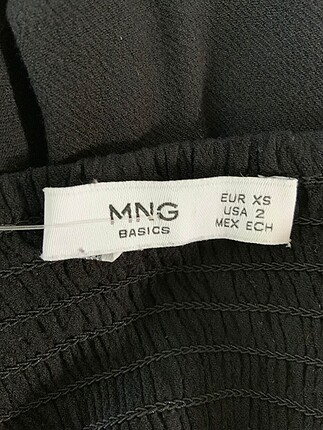 MNG
BASICS
EUR XS
USA 2
MEX ECH